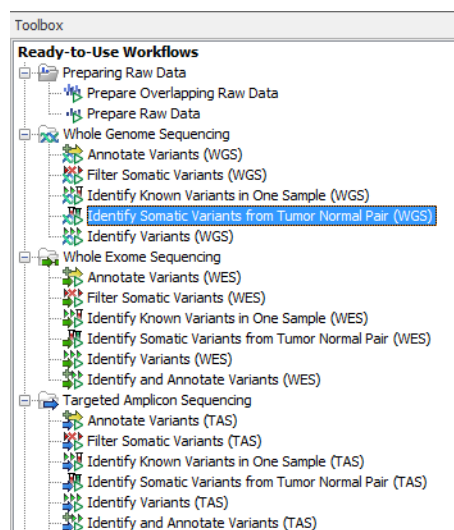 Toolbox
Ready-to-Use Workflows
Preparing Raw Data
Prepare Overlapping Raw Data
Prepare Raw Data
Whole Genome Sequencing
Annotate Variants (WGS)
Filter Somatic Variants (WGS)
Identify Known Variants in One Sample (WGS)
Identify Somatic Variants from Tumor Normal Pair (WGS)
Identify Variants (WGS)
Whole Exome Sequencing
Annotate Variants (WES)
Filter Somatic Variants (WES)
Identify Known Variants in One Sample (WES)
Identify Somatic Variants from Tumor Normal Pair (WES)
Identify Variants (WES)
Identify and Annotate Variants (WES)
Targeted Amplicon Sequencing
Annotate Variants (TAS)
Filter Somatic Variants (TAS)
Identify Known Variants in One Sample (TAS)
Identify Somatic Variants from Tumor Normal Pair (TAS)
Identify Variants (TAS)
Identify and Annotate Variants (TAS)